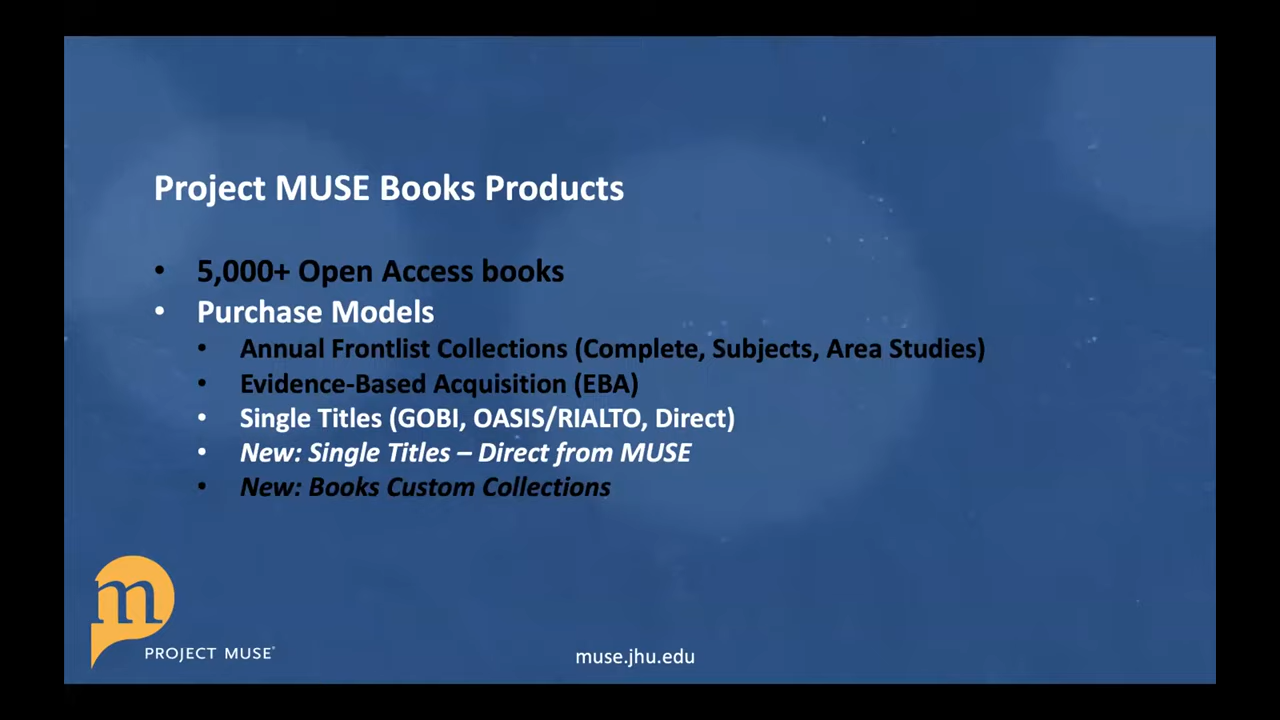 Project MUSE Books Products
• 5,000+ Open Access books
• Purchase Models
• Annual Frontlist Collections (Complete, Subjects, Area Studies)
• Evidence-Based Acquisition (EBA)
• Single Titles (GOBI, OASIS/RIALTO, Direct)
• New: Single Titles – Direct from MUSE
• New: Books Custom Collections
m
PROJECT MUSE®
muse.jhu.edu